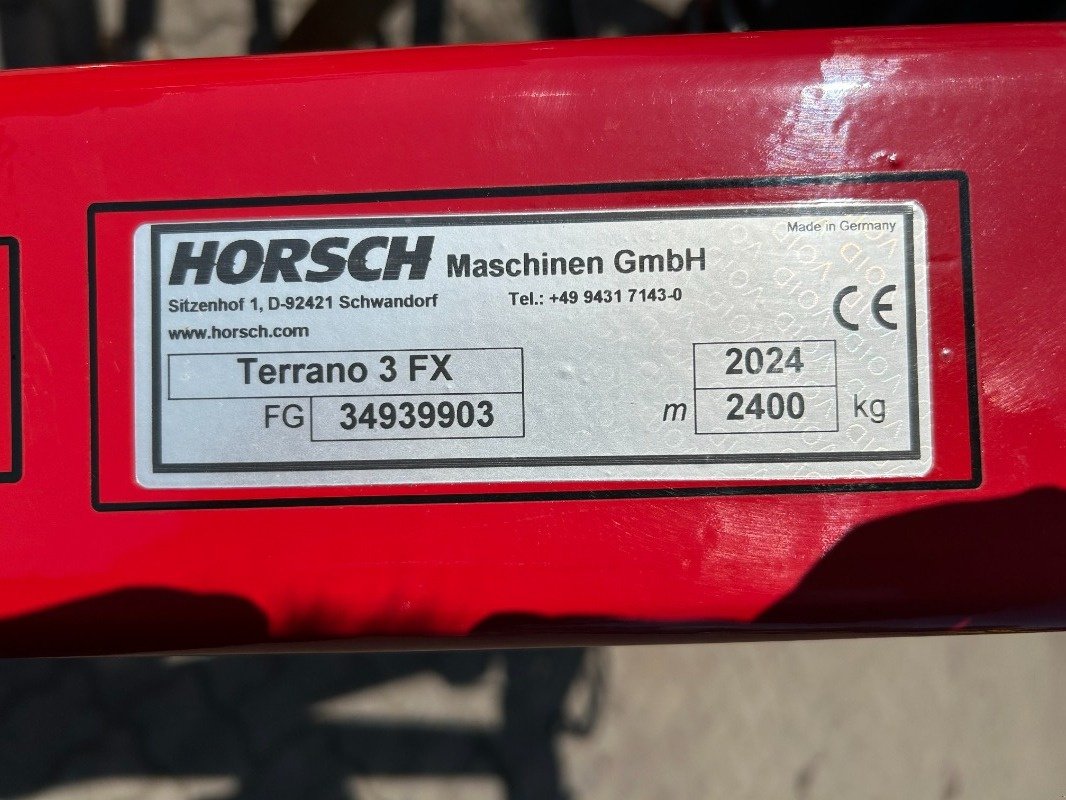 Made in Germany
HORSCH Maschinen GmbH
Sitzenhof 1, D-92421 Schwandorf Tel.: +49 9431 7143-0
www.horsch.com
CE
Terrano 3 FX 2024
FG 34939903 m 2400 kg
VOID